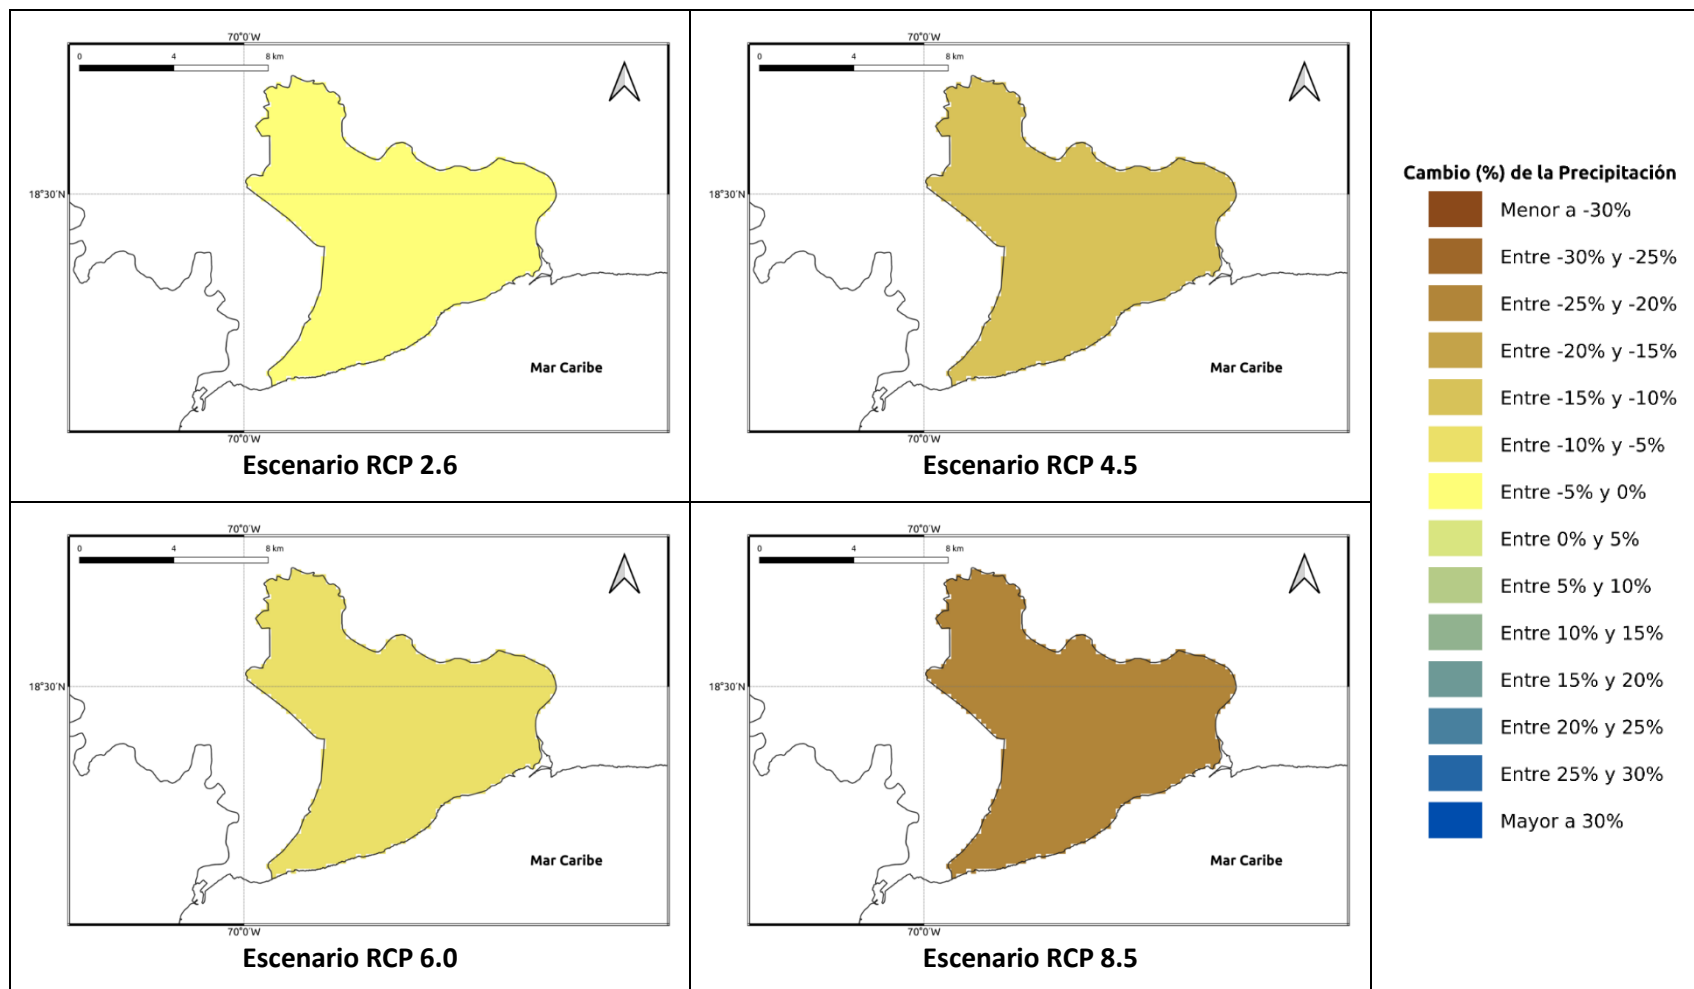 70°0'W
0 4 8 km
18°30'N
Mar Caribe
70°0'W
Escenario RCP 2.6
70°0'W
0 4 8 km
18°30'N
Mar Caribe
70°0'W
Escenario RCP 4.5
70°0'W
0 4 8 km
18°30'N
Mar Caribe
70°0'W
Escenario RCP 6.0
70°0'W
0 4 8 km
18°30'N
Mar Caribe
70°0'W
Escenario RCP 8.5
Cambio (%) de la Precipitación
Menor a -30%
Entre -30% y -25%
Entre -25% y -20%
Entre -20% y -15%
Entre -15% y -10%
Entre -10% y -5%
Entre -5% y 0%
Entre 0% y 5%
Entre 5% y 10%
Entre 10% y 15%
Entre 15% y 20%
Entre 20% y 25%
Entre 25% y 30%
Mayor a 30%